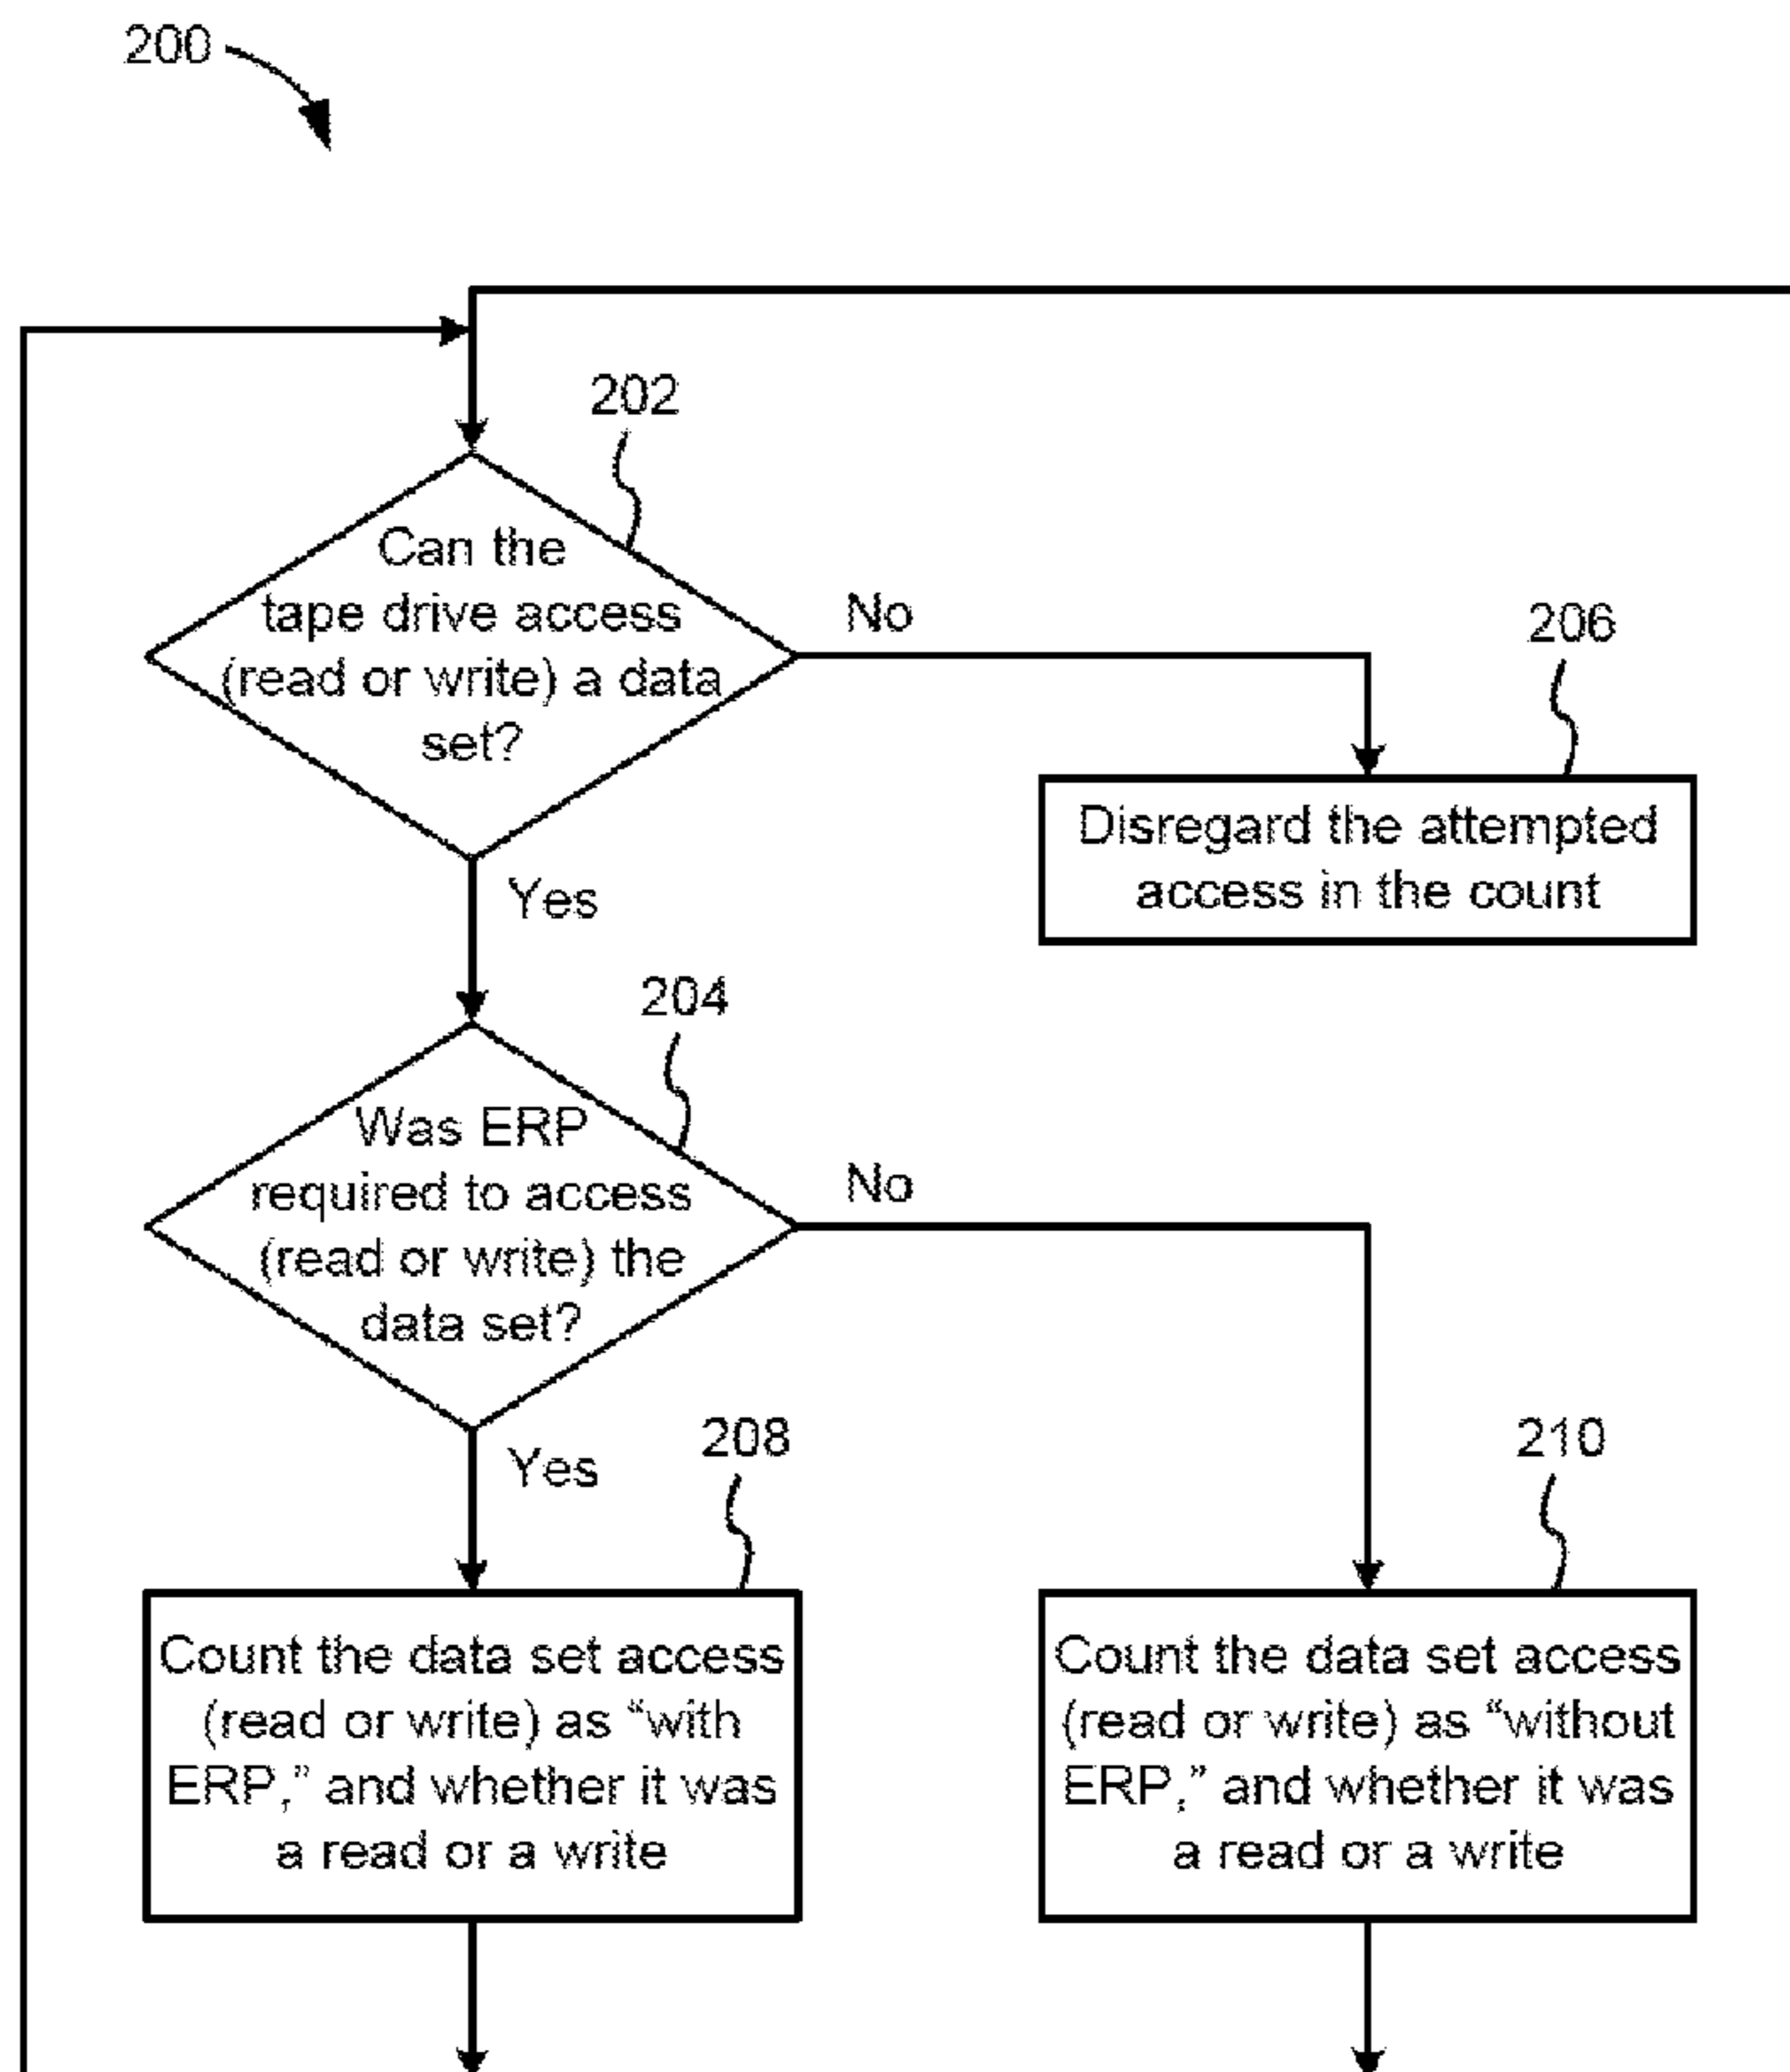 200
202
Can the
tape drive access
(read or write) a data
set?
No
206
Disregard the attempted
access in the count
Yes
204
Was ERP
required to access
(read or write) the
data set?
No
Yes
208
210
Count the data set access
(read or write) as “with
ERP,” and whether it was
a read or a write
Count the data set access
(read or write) as “without
ERP,” and whether it was
a read or a write